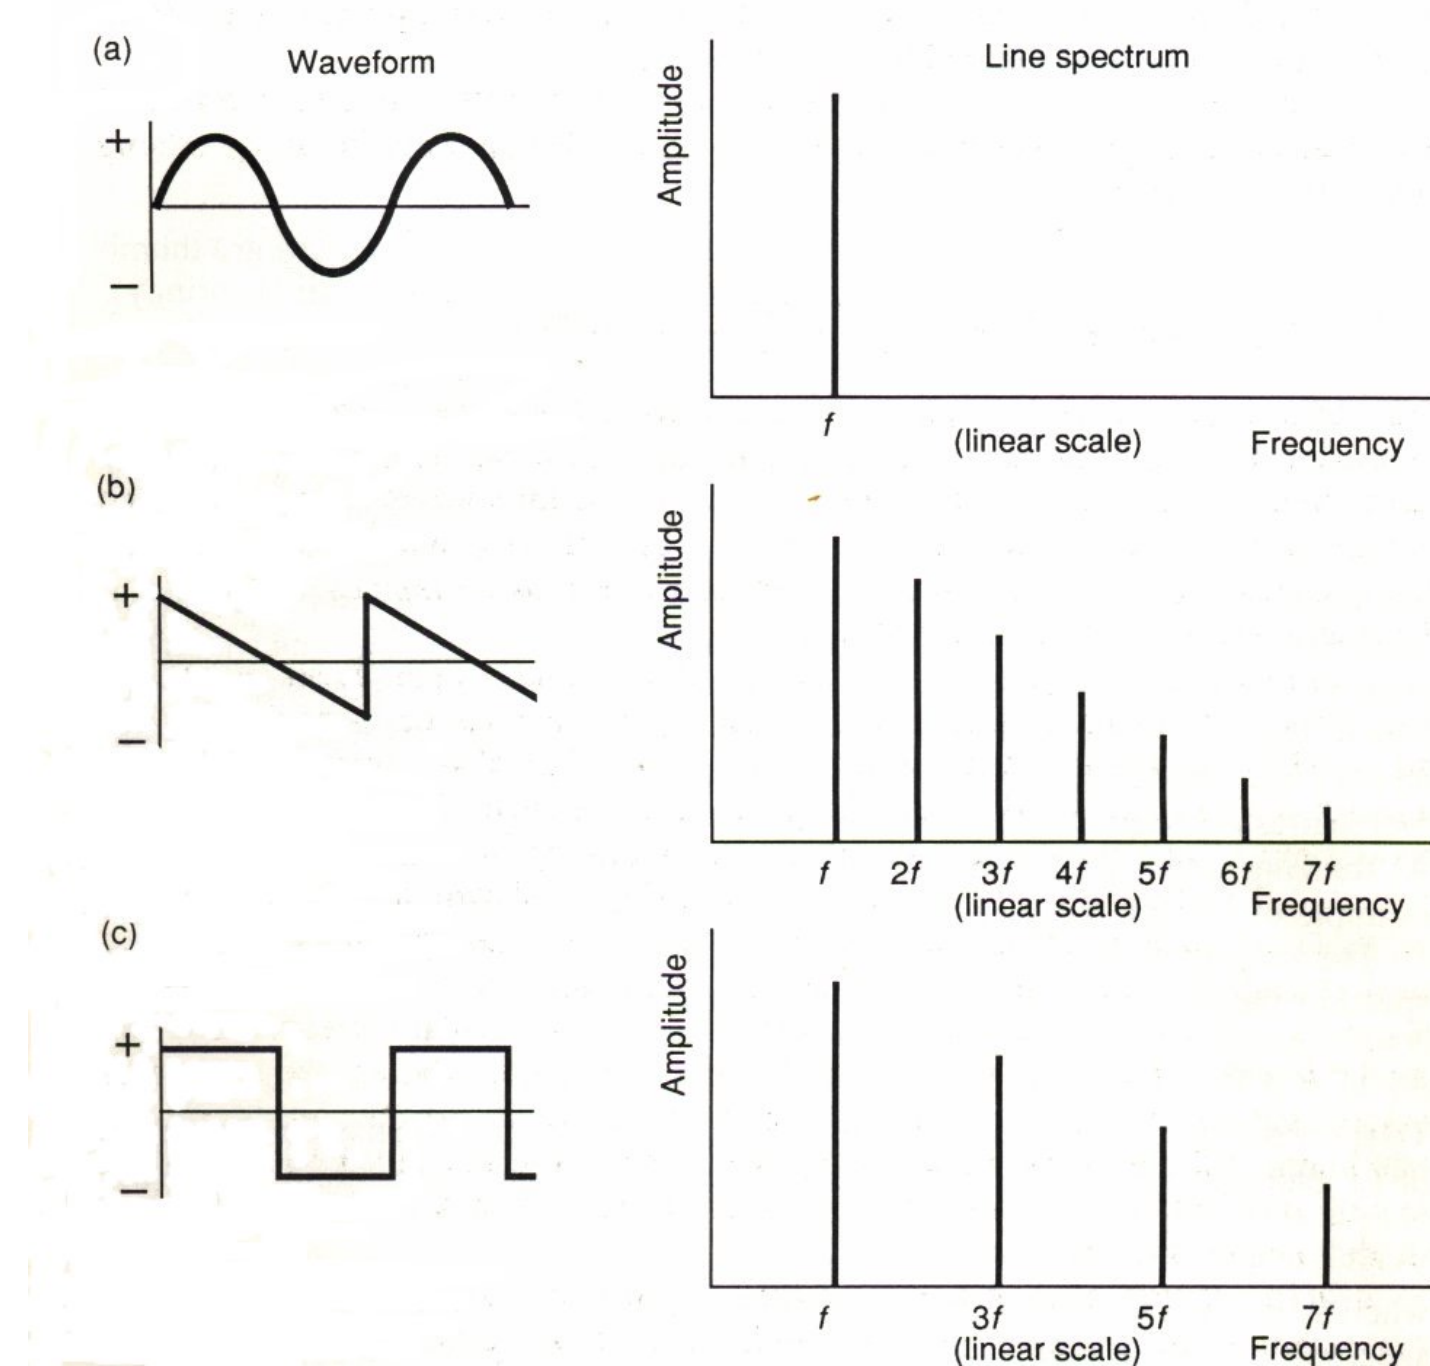 (a)
Waveform
Line spectrum
+
−
Amplitude
f
(linear scale) Frequency
(b)
+
−
Amplitude
f 2f 3f 4f 5f 6f 7f
(linear scale) Frequency
(c)
+
−
Amplitude
f 3f 5f 7f
(linear scale) Frequency